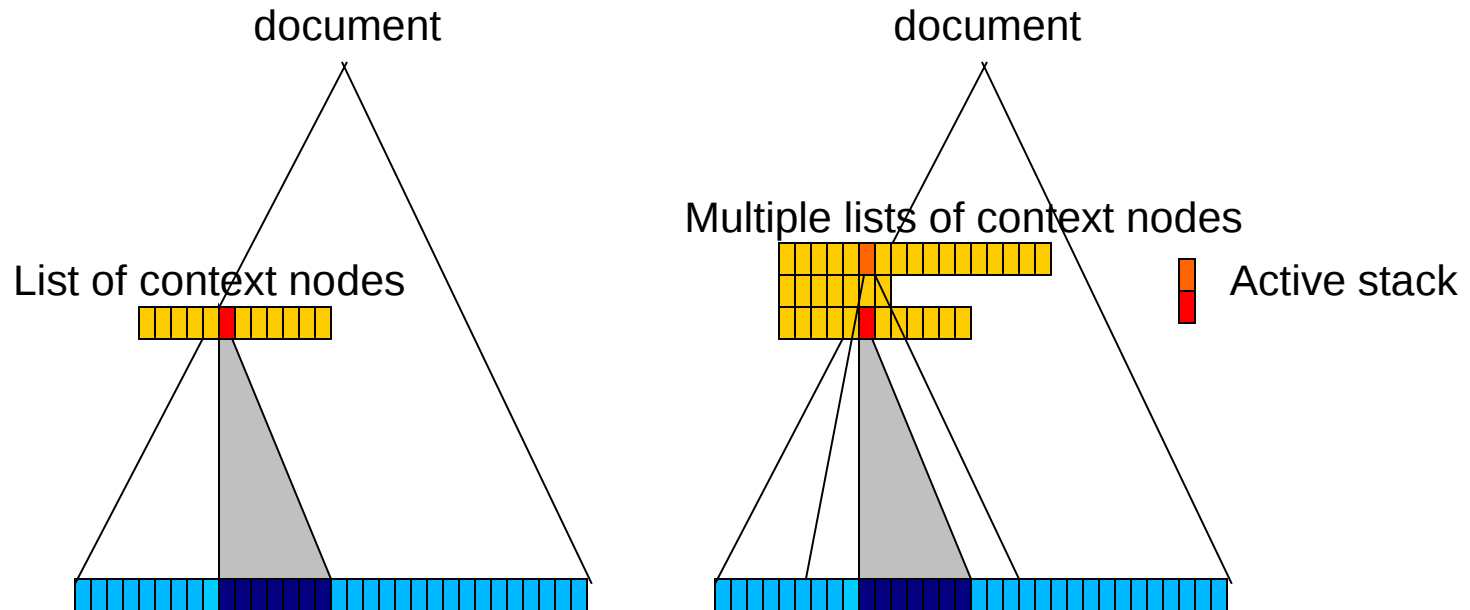 document
document
Multiple lists of context nodes
List of context nodes
Active stack